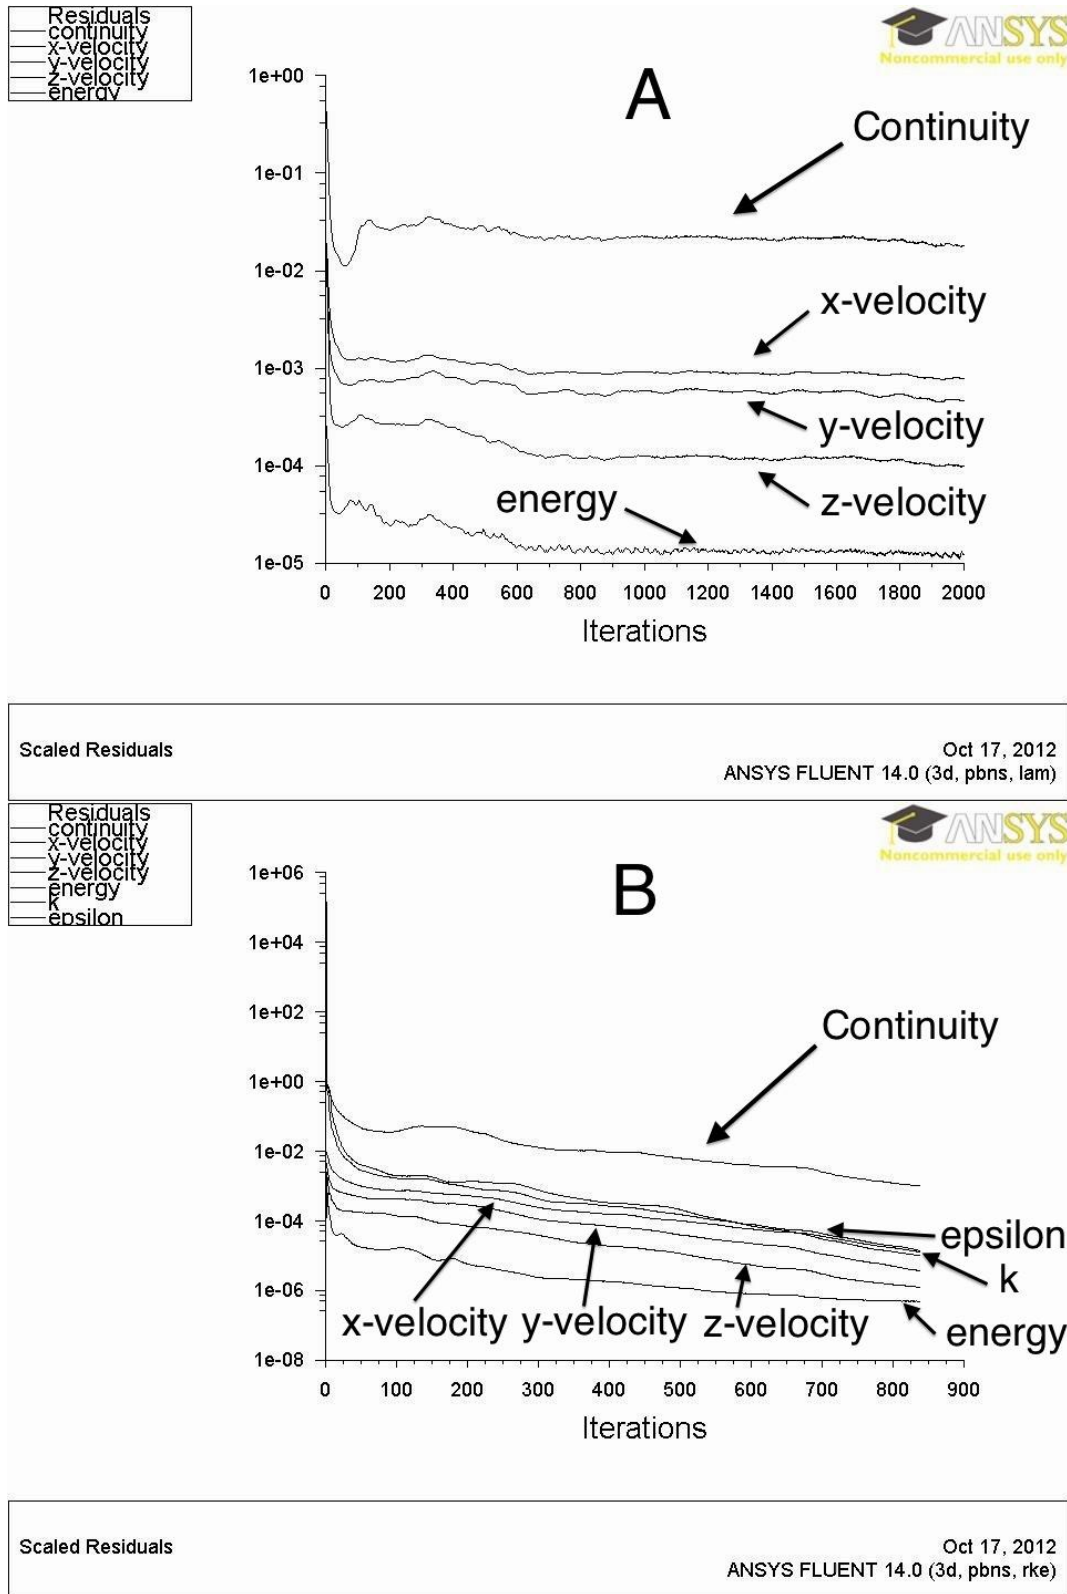 Residuals
continuity
x-velocity
y-velocity
z-velocity
energy
ANSYS
Noncommercial use only
A
1e+00
Continuity
1e-01
1e-02
x-velocity
1e-03
y-velocity
1e-04
energy
z-velocity
1e-05
0 200 400 600 800 1000 1200 1400 1600 1800 2000
Iterations
Scaled Residuals
Oct 17, 2012
ANSYS FLUENT 14.0 (3d, pbns, lam)
Residuals
continuity
x-velocity
y-velocity
z-velocity
energy
k
epsilon
ANSYS
Noncommercial use only
B
1e+06
1e+04
1e+02
Continuity
1e+00
1e-02
1e-04
epsilon
k
1e-06
x-velocity y-velocity z-velocity energy
1e-08
0 100 200 300 400 500 600 700 800 900
Iterations
Scaled Residuals
Oct 17, 2012
ANSYS FLUENT 14.0 (3d, pbns, rke)